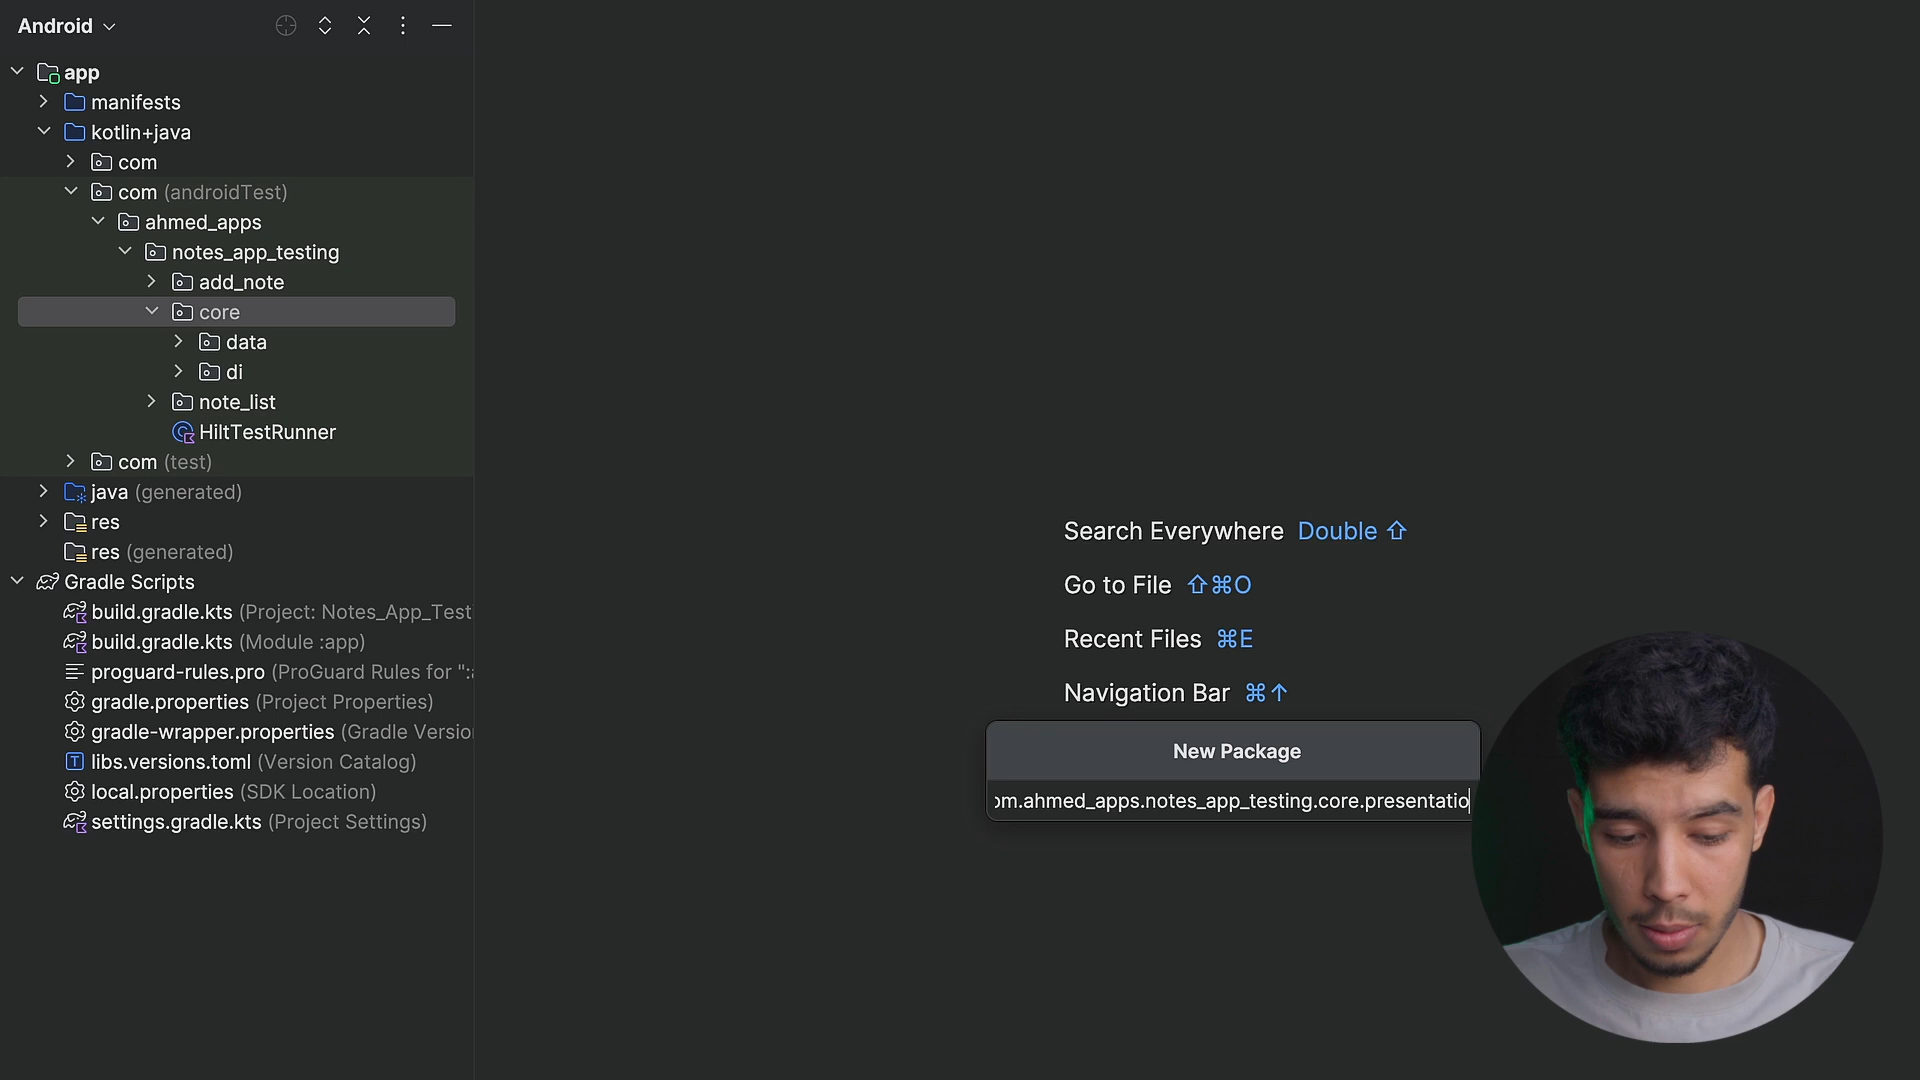 Android
app
manifests
kotlin+java
com
com (androidTest)
ahmed_apps
notes_app_testing
add_note
core
data
di
note_list
HiltTestRunner
com (test)
java (generated)
res
res (generated)
Gradle Scripts
build.gradle.kts (Project: Notes_App_Test
build.gradle.kts (Module :app)
proguard-rules.pro (ProGuard Rules for ":a
gradle.properties (Project Properties)
gradle-wrapper.properties (Gradle Versio
libs.versions.toml (Version Catalog)
local.properties (SDK Location)
settings.gradle.kts (Project Settings)
Search Everywhere Double ⇧
Go to File ⇧⌘O
Recent Files ⌘E
Navigation Bar ⌘↑
New Package
om.ahmed_apps.notes_app_testing.core.presentatio